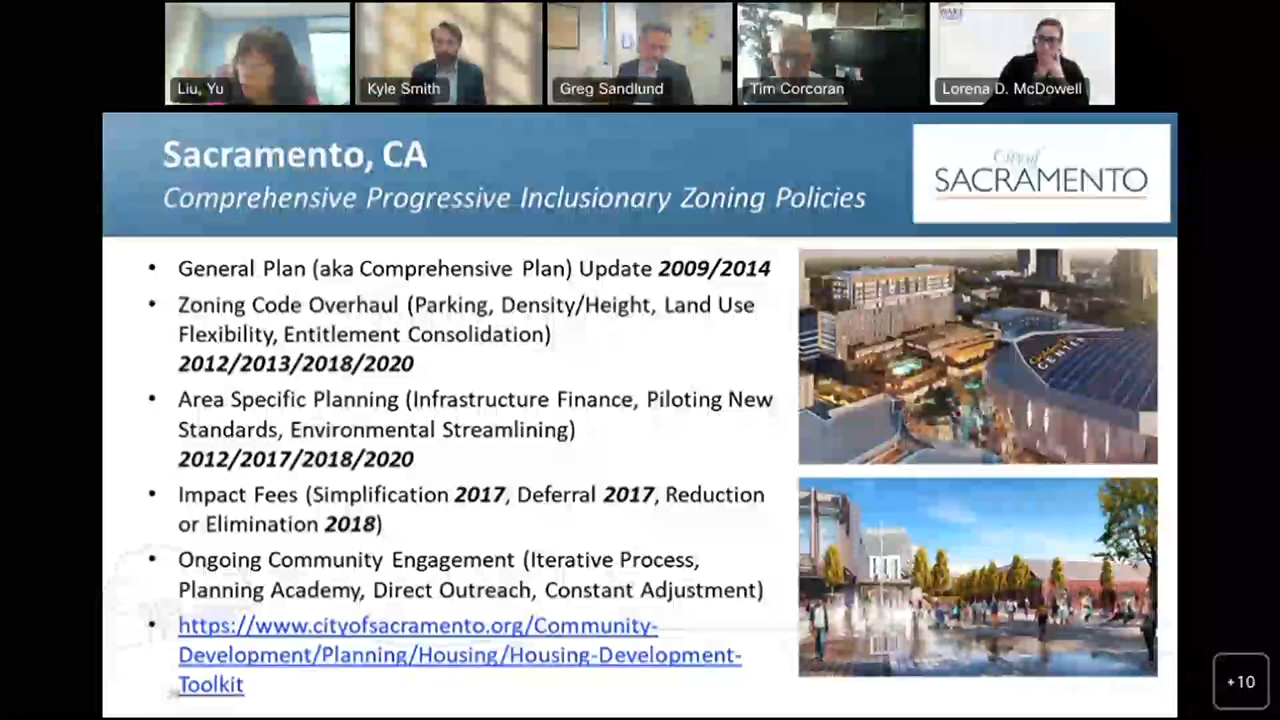 Liu, Yu
Kyle Smith
Greg Sandlund
Tim Corcoran
Lorena D. McDowell
Sacramento, CA
Comprehensive Progressive Inclusionary Zoning Policies
City of
SACRAMENTO
• General Plan (aka Comprehensive Plan) Update 2009/2014
• Zoning Code Overhaul (Parking, Density/Height, Land Use
Flexibility, Entitlement Consolidation)
2012/2013/2018/2020
• Area Specific Planning (Infrastructure Finance, Piloting New
Standards, Environmental Streamlining)
2012/2017/2018/2020
• Impact Fees (Simplification 2017, Deferral 2017, Reduction
or Elimination 2018)
• Ongoing Community Engagement (Iterative Process,
Planning Academy, Direct Outreach, Constant Adjustment)
• https://www.cityofsacramento.org/Community-
Development/Planning/Housing/Housing-Development-
Toolkit
CENTER
+10